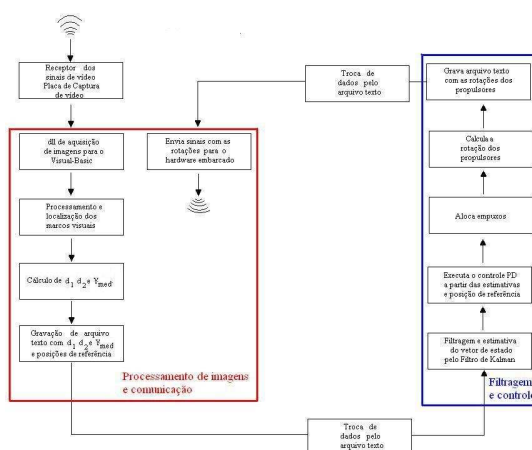 Receptor dos
sinais de vídeo
Placa de Captura
de vídeo
dll de aquisição
de imagens para o
Visual-Basic
Processamento e
localização dos
marcos visuais
Cálculo de d1 d2 e Ymed
Gravação de arquivo
texto com d1 d2 e Ymed
e posições de referência
Envia sinais com as
rotações para o
hardware embarcado
Processamento de imagens
e comunicação
Troca de
dados pelo
arquivo texto
Troca de
dados pelo
arquivo texto
Filtragem e estimativa
do vetor de estado
pelo Filtro de Kalman
Executa o controle PD
a partir das estimativas
e posição de referência
Aloca empuxos
Calcula a
rotação dos
propulsores
Grava arquivo texto
com as rotações dos
propulsores
Filtragem
e controle